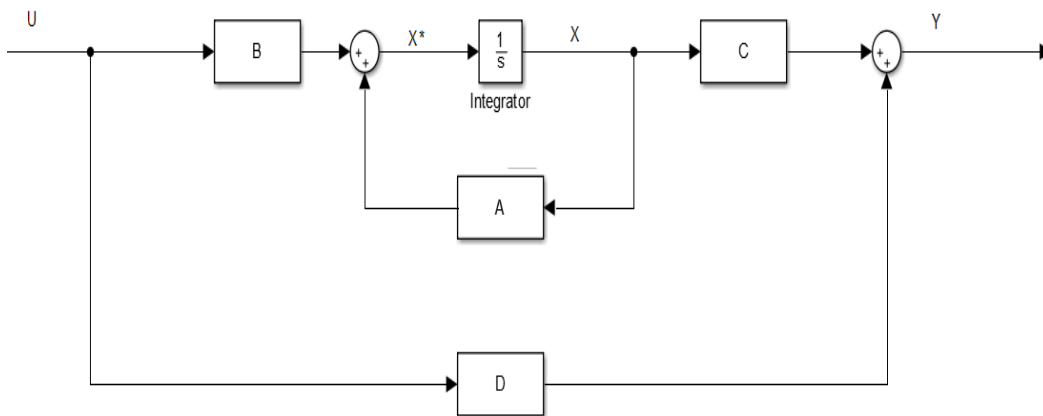 U
B
+
+
X*
1
s
Integrator
X
C
+
+
Y
A
D